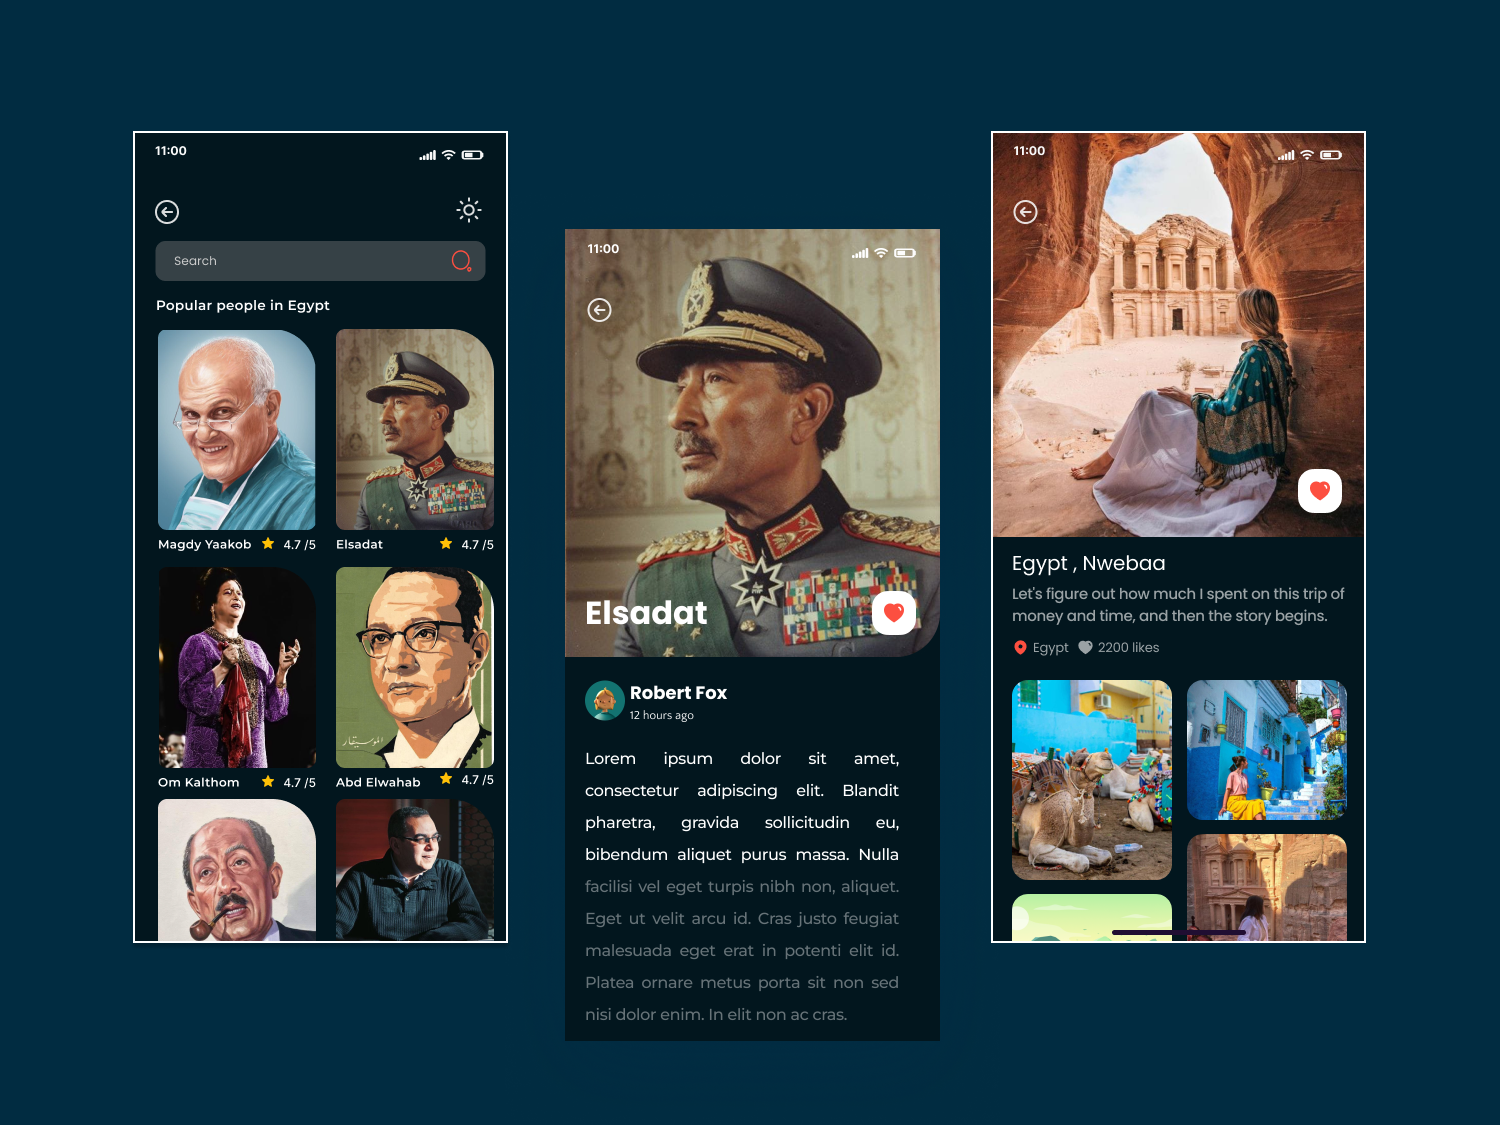 11:00
Search
Popular people in Egypt
Magdy Yaakob
4.7 /5
Elsadat
4.7 /5
الموسيقار
Om Kalthom
4.7 /5
Abd Elwahab
4.7 /5
11:00
Elsadat
Robert Fox
12 hours ago
Lorem ipsum dolor sit amet,
consectetur adipiscing elit. Blandit
pharetra, gravida sollicitudin eu,
bibendum aliquet purus massa. Nulla
facilisi vel eget turpis nibh non, aliquet.
Eget ut velit arcu id. Cras justo feugiat
malesuada eget erat in potenti elit id.
Platea ornare metus porta sit non sed
nisi dolor enim. In elit non ac cras.
11:00
Egypt , Nwebaa
Let's figure out how much I spent on this trip of
money and time, and then the story begins.
Egypt
2200 likes